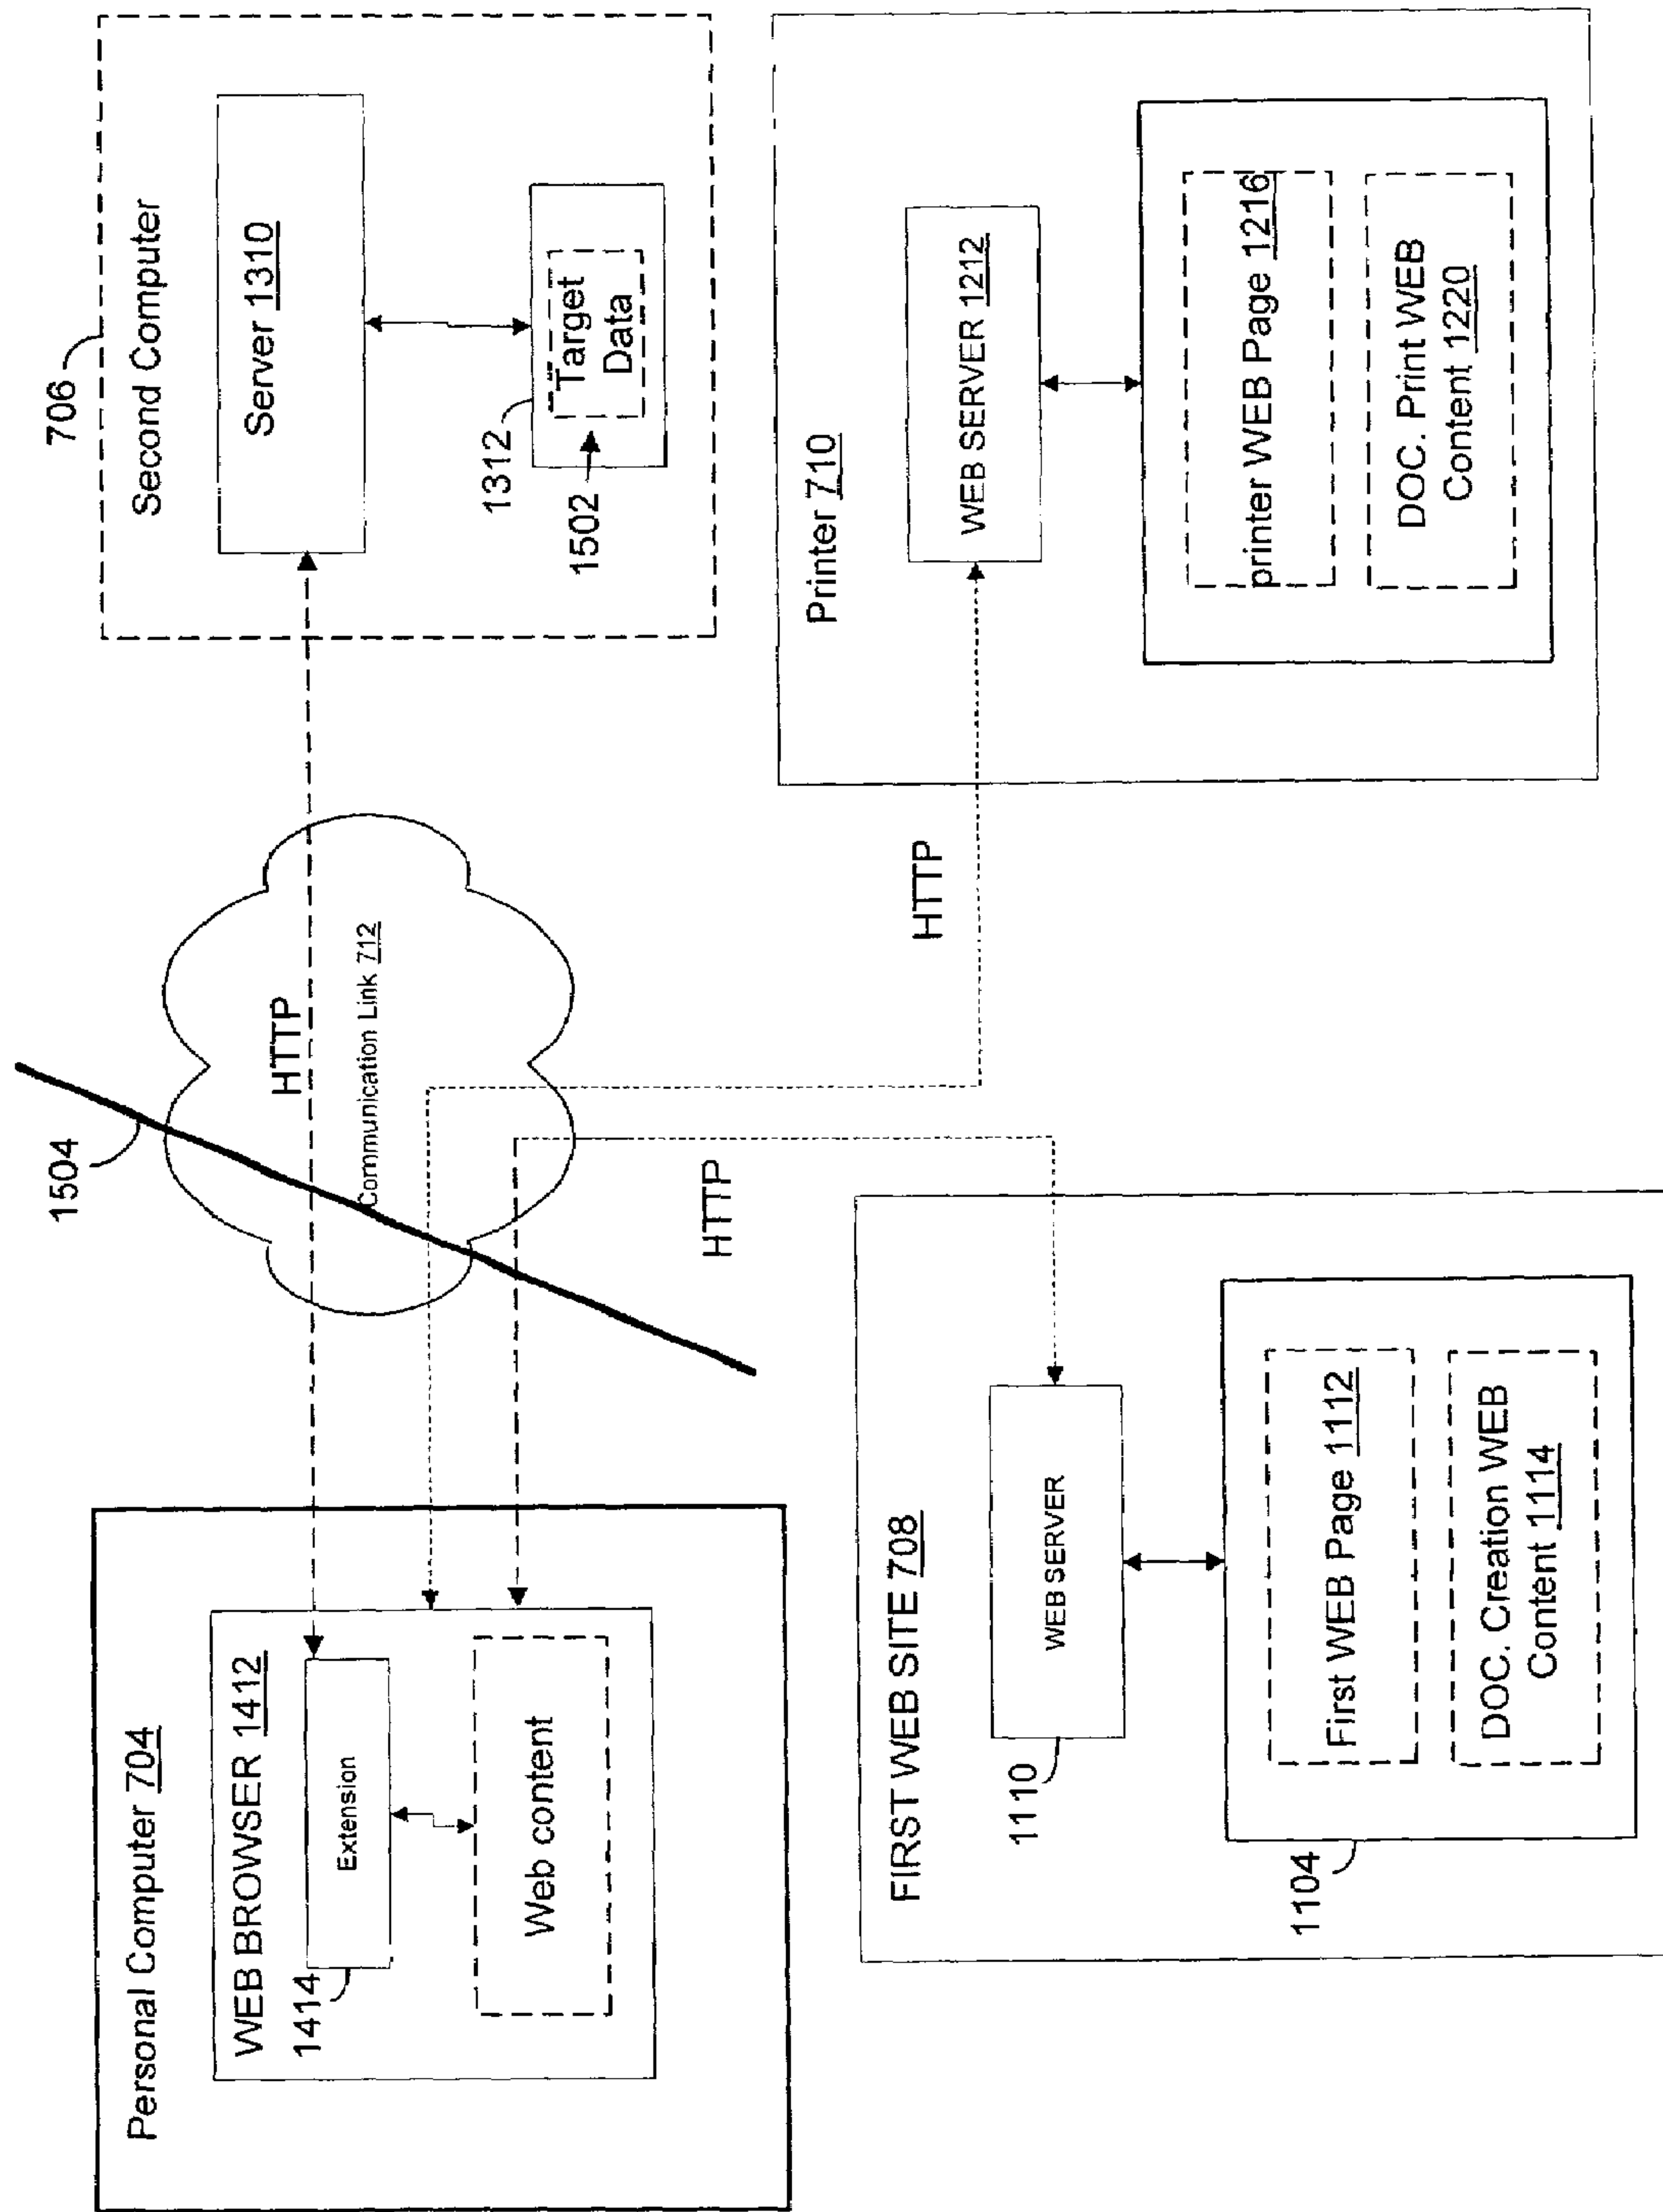 Personal Computer 704
WEB BROWSER 1412
1414
Extension
Web content
1504
HTTP
Communication Link 712
706
Second Computer
Server 1310
1312
1502
Target
Data
FIRST WEB SITE 708
1110
WEB SERVER
HTTP
1104
First WEB Page 1112
DOC. Creation WEB
Content 1114
HTTP
Printer 710
WEB SERVER 1212
printer WEB Page 1216
DOC. Print WEB
Content 1220